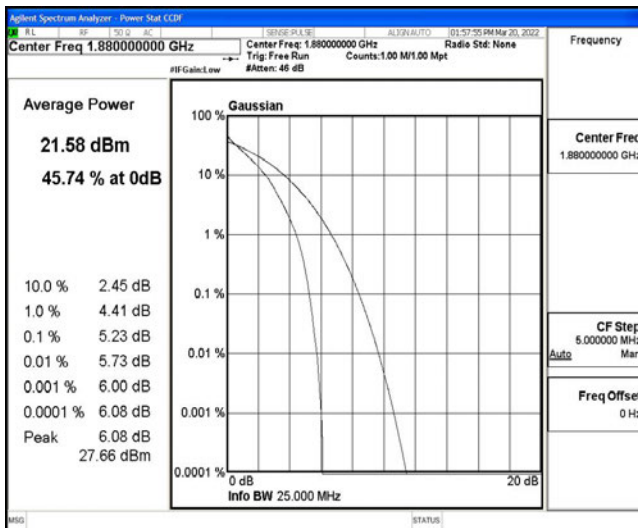 Agilent Spectrum Analyzer - Power Stat CCDF
RL RF 50 Ω AC SENSE:PULSE ALIGNAUTO 01:57:55 PM Mar 20, 2022
Center Freq 1.880000000 GHz
Center Freq: 1.880000000 GHz Radio Std: None
Trig: Free Run Counts:1.00 M/1.00 Mpt
#IFGain:Low #Atten: 46 dB
Frequency
Average Power
21.58 dBm
45.74 % at 0dB
10.0 % 2.45 dB
1.0 % 4.41 dB
0.1 % 5.23 dB
0.01 % 5.73 dB
0.001 % 6.00 dB
0.0001 % 6.08 dB
Peak 6.08 dB
27.66 dBm
Gaussian
100 %
10 %
1 %
0.1 %
0.01 %
0.001 %
0.0001 %
0 dB 20 dB
Info BW 25.000 MHz
Center Freq
1.880000000 GHz
CF Step
5.000000 MHz
Auto Man
Freq Offset
0 Hz
MSG STATUS